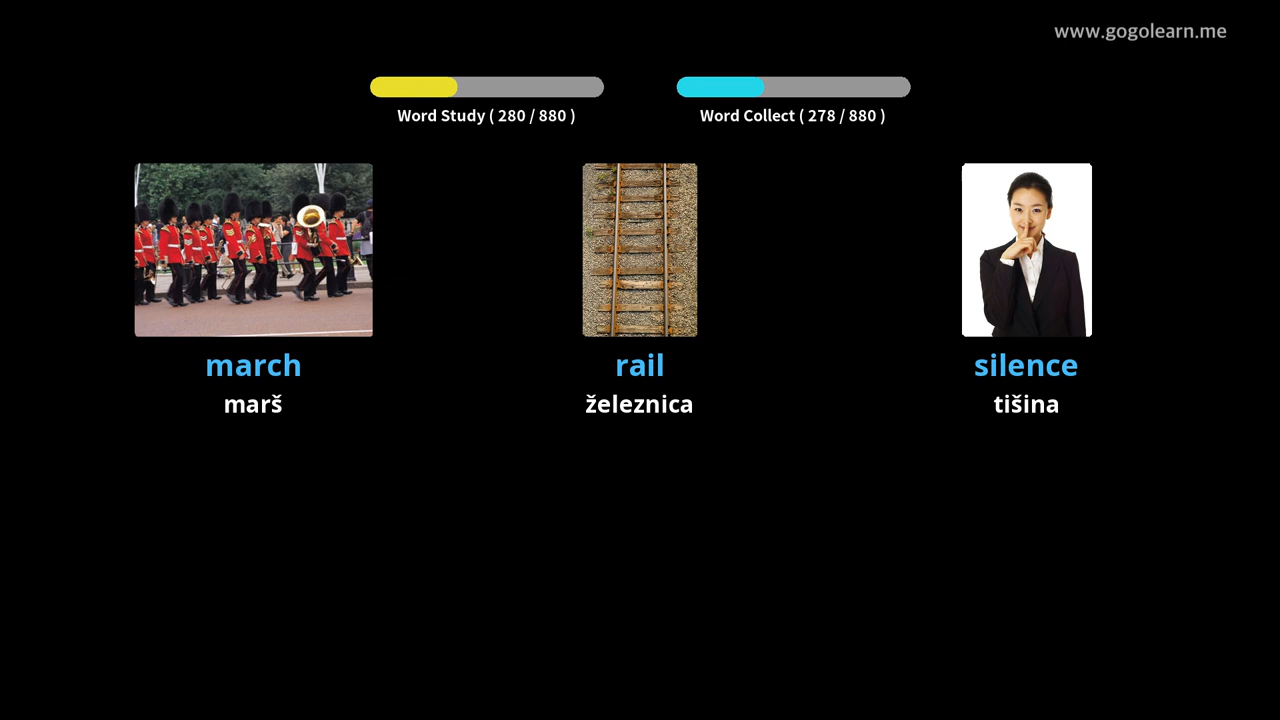 www.gogolearn.me
Word Study ( 280 / 880 )
Word Collect ( 278 / 880 )
march
rail
silence
marš
železnica
tišina